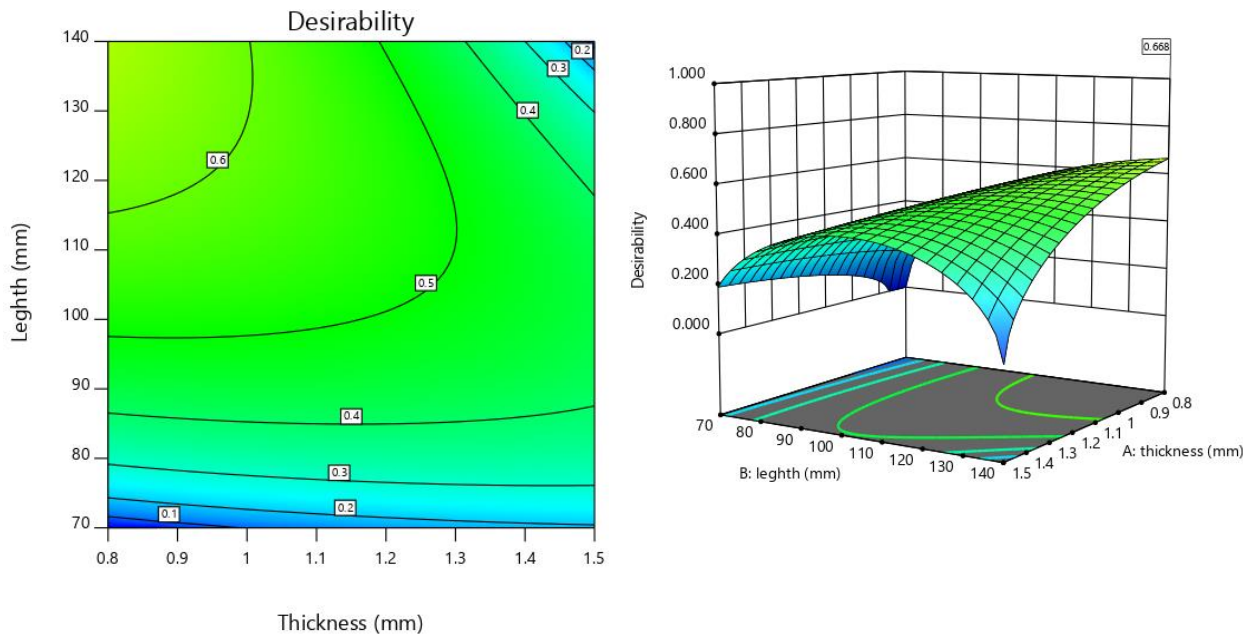 Desirability
140
130
120
110
100
90
80
70
0.2
0.3
0.4
0.6
0.5
0.4
0.3
0.2
0.1
0.8 0.9 1 1.1 1.2 1.3 1.4 1.5
Leghth (mm)
Thickness (mm)
0.668
1.000
0.800
0.600
0.400
0.200
0.000
Desirability
70 80 90 100 110 120 130 140
B: leghth (mm)
1.5 1.4 1.3 1.2 1.1 1 0.9 0.8
A: thickness (mm)